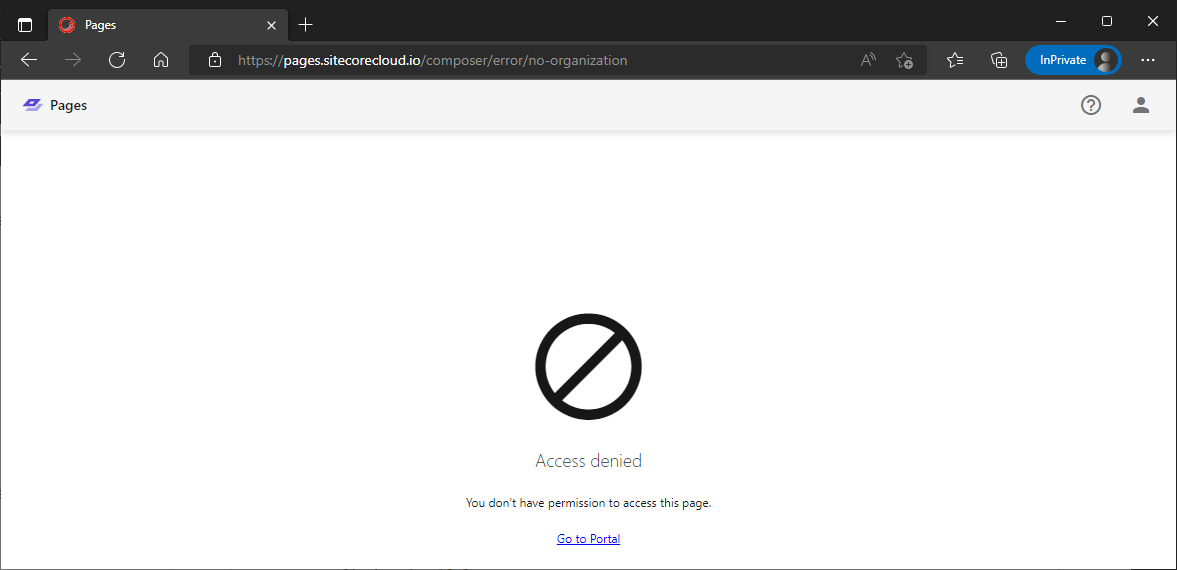 Pages
https://pages.sitecorecloud.io/composer/error/no-organization
InPrivate
Pages
Access denied
You don't have permission to access this page.
Go to Portal